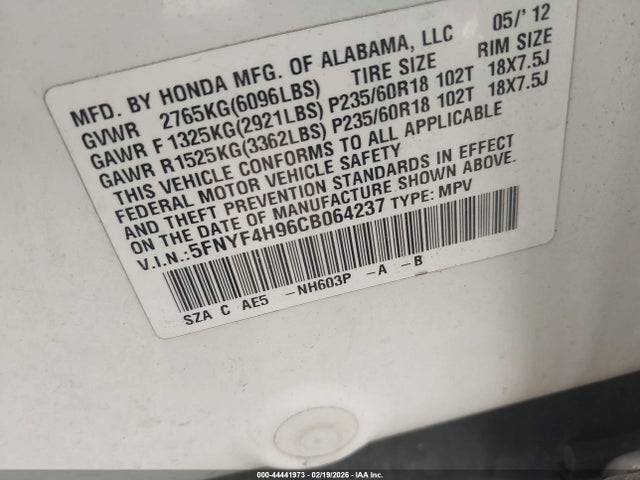 MFD. BY HONDA MFG. OF ALABAMA, LLC 05/' 12
GVWR 2765KG(6096LBS) TIRE SIZE RIM SIZE
GAWR F 1325KG(2921LBS) P235/60R18 102T 18X7.5J
GAWR R1525KG(3362LBS) P235/60R18 102T 18X7.5J
THIS VEHICLE CONFORMS TO ALL APPLICABLE
FEDERAL MOTOR VEHICLE SAFETY
AND THEFT PREVENTION STANDARDS IN EFFECT
ON THE DATE OF MANUFACTURE SHOWN ABOVE.
V.I.N.:5FNYF4H96CB064237 TYPE: MPV
SZA C AE5 -NH603P -A -B
000-44441973 - 02/19/2026 - IAA Inc.